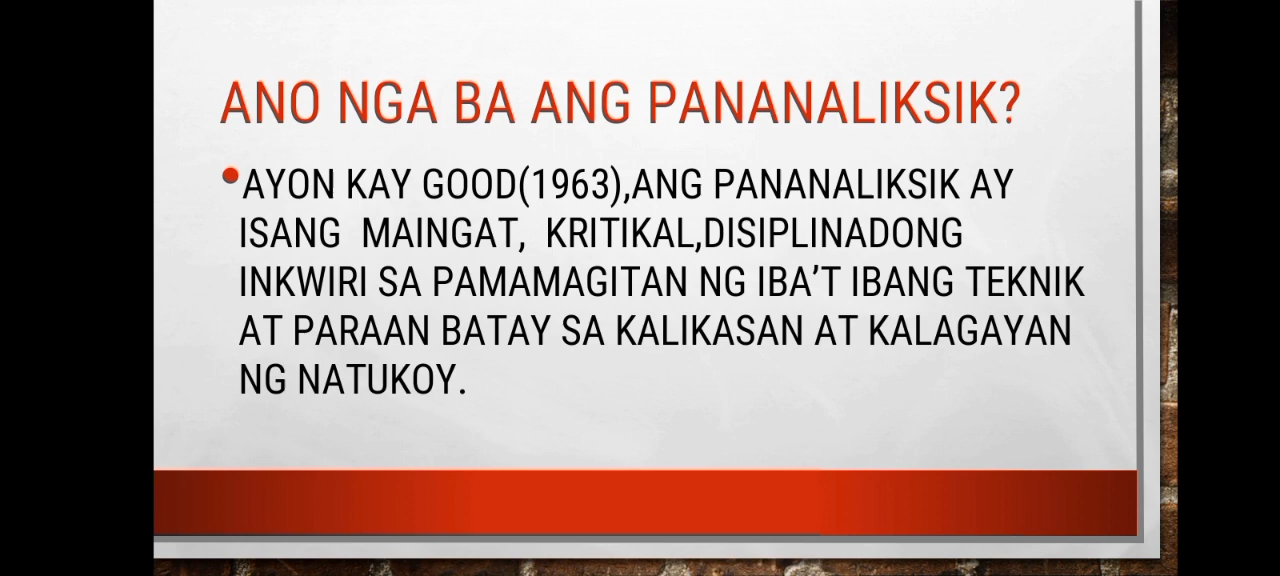 ANO NGA BA ANG PANANALIKSIK?
•AYON KAY GOOD(1963),ANG PANANALIKSIK AY
ISANG MAINGAT, KRITIKAL,DISIPLINADONG
INKWIRI SA PAMAMAGITAN NG IBA’T IBANG TEKNIK
AT PARAAN BATAY SA KALIKASAN AT KALAGAYAN
NG NATUKOY.